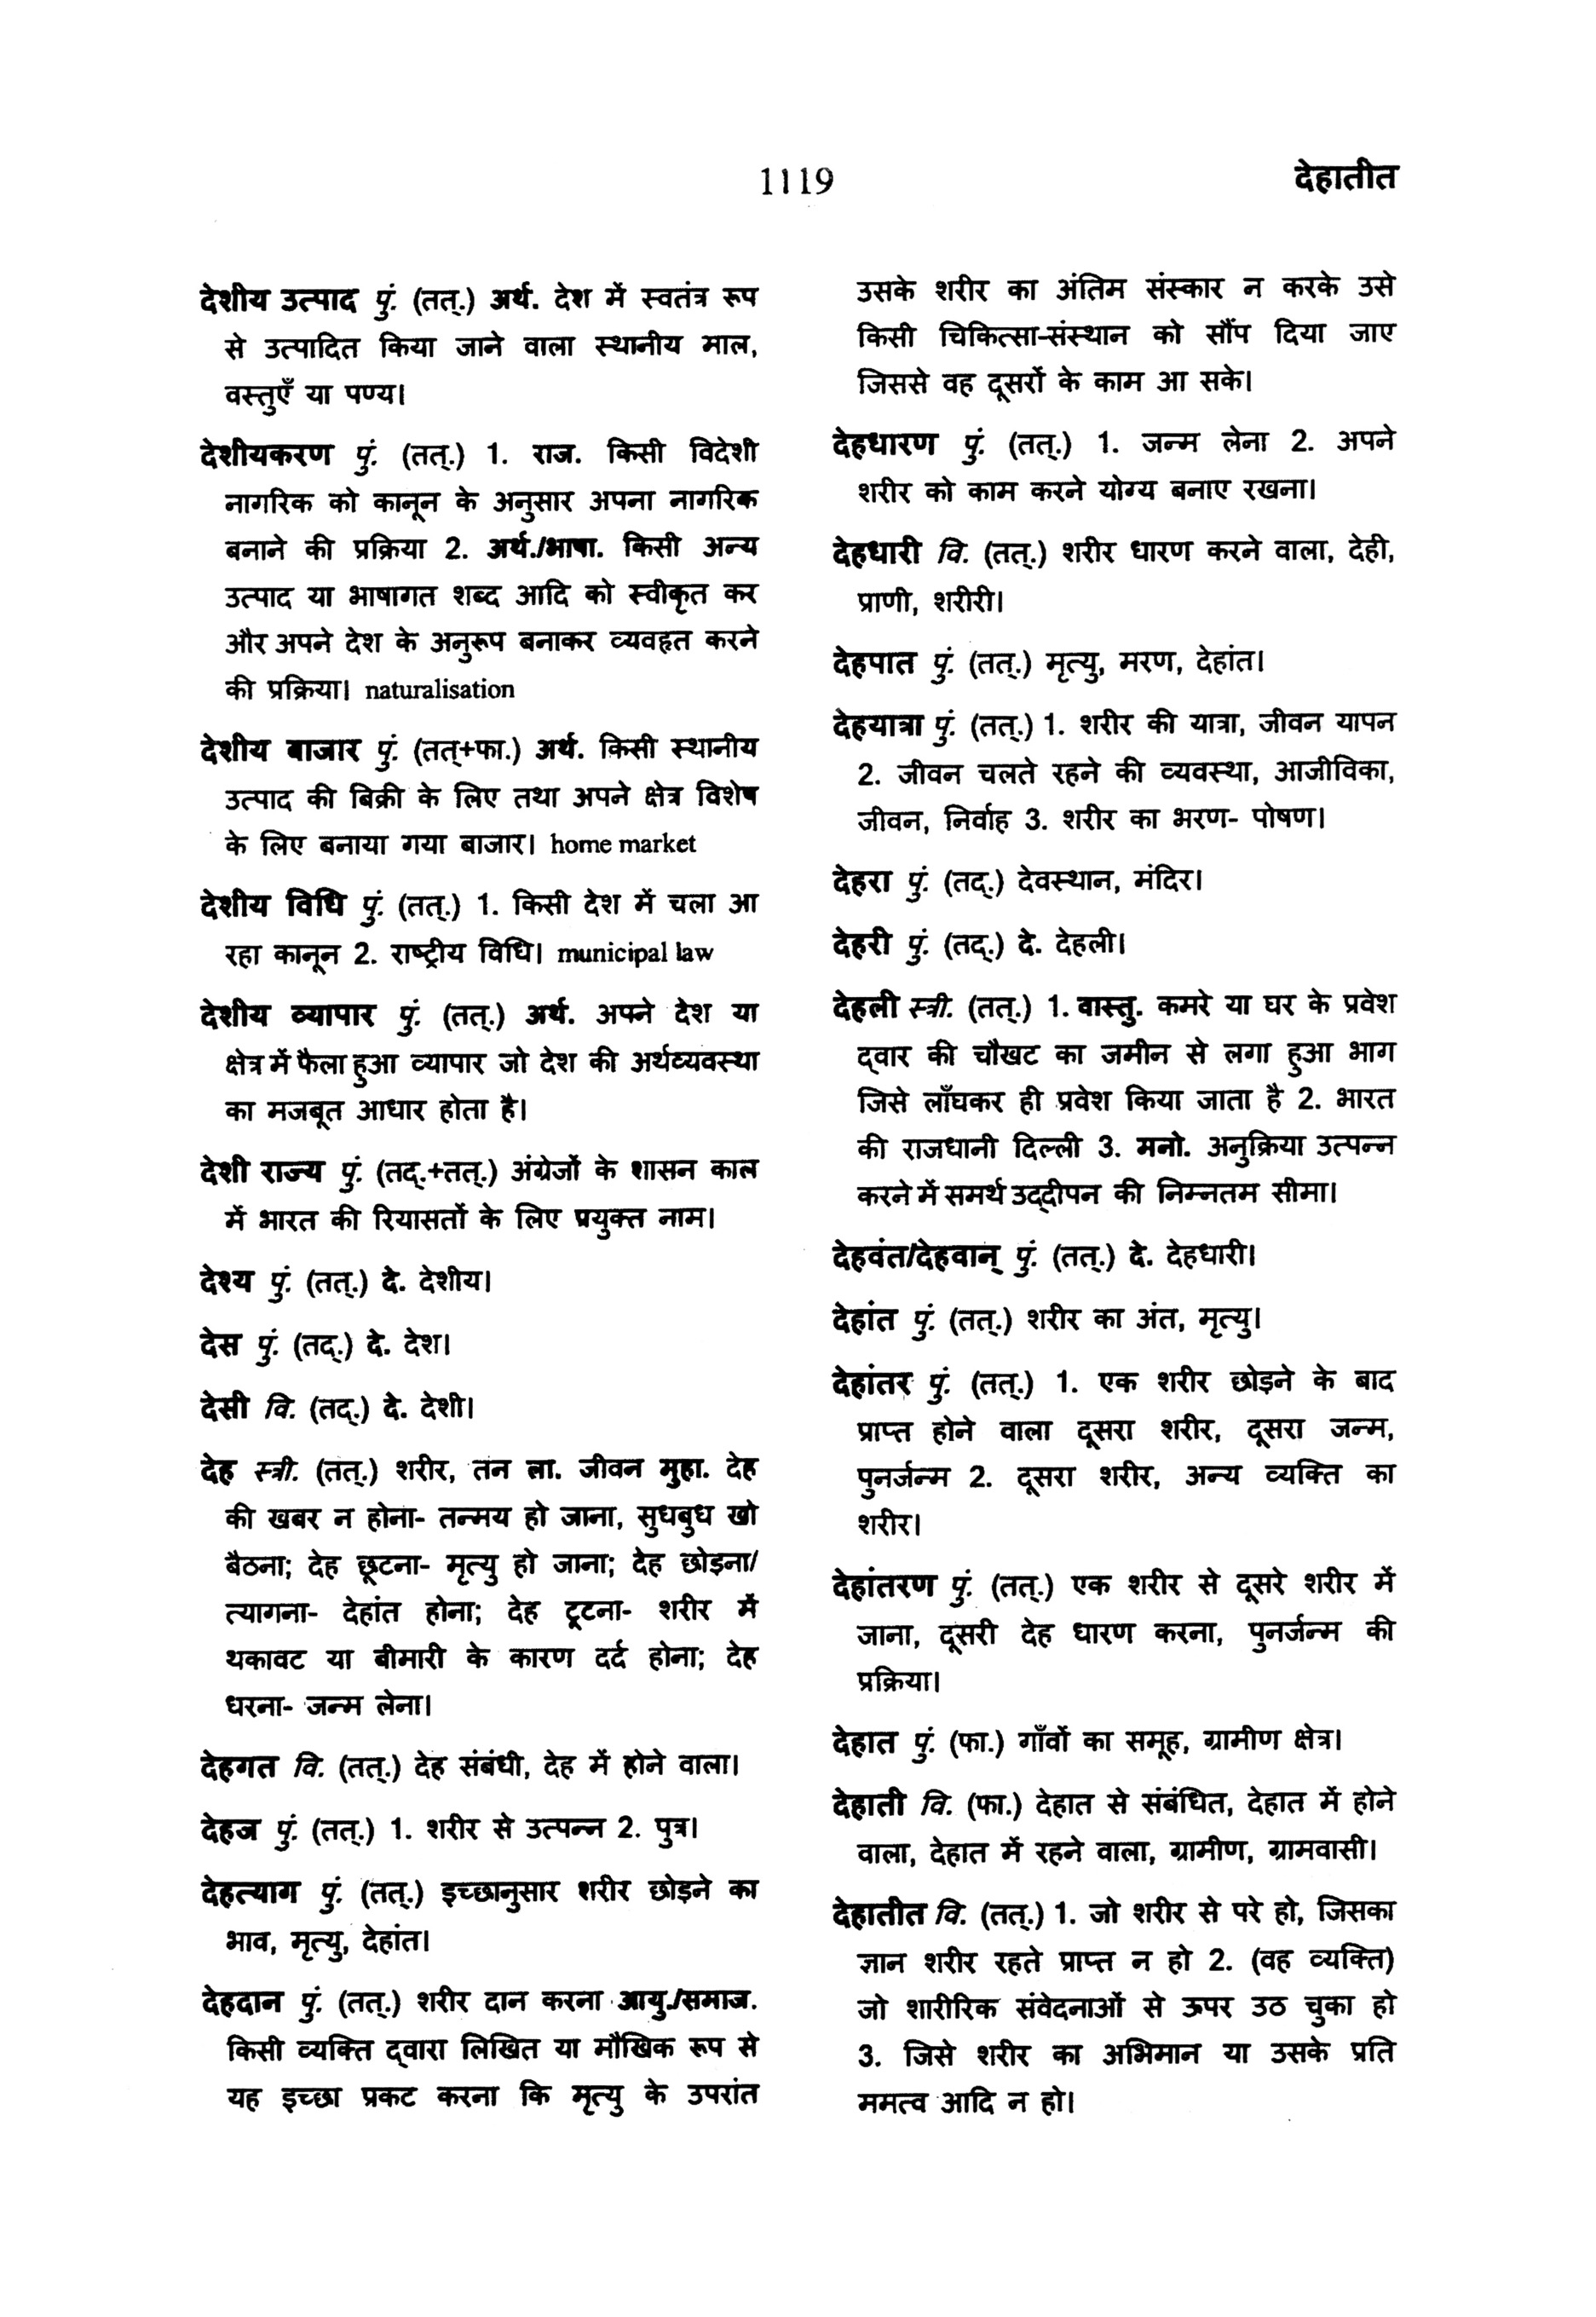 1119
देहातीत
देशीय उत्पाद पुं. (तत्.) अर्थ. देश में स्वतंत्र रूप
से उत्पादित किया जाने वाला स्थानीय माल,
वस्तुएँ या पण्य।
देशीयकरण पुं. (तत्.) 1. राज. किसी विदेशी
नागरिक को कानून के अनुसार अपना नागरिक
बनाने की प्रक्रिया 2. अर्थ./भाषा. किसी अन्य
उत्पाद या भाषागत शब्द आदि को स्वीकृत कर
और अपने देश के अनुरूप बनाकर व्यवहृत करने
की प्रक्रिया। naturalisation
देशीय बाजार पुं. (तत्+फा.) अर्थ. किसी स्थानीय
उत्पाद की बिक्री के लिए तथा अपने क्षेत्र विशेष
के लिए बनाया गया बाजार। home market
देशीय विधि पुं. (तत्.) 1. किसी देश में चला आ
रहा कानून 2. राष्ट्रीय विधि। municipal law
देशीय व्यापार पुं. (तत्.) अर्थ. अपने देश या
क्षेत्र में फैला हुआ व्यापार जो देश की अर्थव्यवस्था
का मजबूत आधार होता है।
देशी राज्य पुं. (तद्.+तत्.) अंग्रेजों के शासन काल
में भारत की रियासतों के लिए प्रयुक्त नाम।
देश्य पुं. (तत्.) दे. देशीय।
देस पुं. (तद्.) दे. देश।
देसी वि. (तद्.) दे. देशी।
देह स्त्री. (तत्.) शरीर, तन ला. जीवन मुहा. देह
की खबर न होना- तन्मय हो जाना, सुधबुध खो
बैठना; देह छूटना- मृत्यु हो जाना; देह छोड़ना/
त्यागना- देहांत होना; देह टूटना- शरीर में
थकावट या बीमारी के कारण दर्द होना; देह
धरना- जन्म लेना।
देहगत वि. (तत्.) देह संबंधी, देह में होने वाला।
देहज पुं. (तत्.) 1. शरीर से उत्पन्न 2. पुत्र।
देहत्याग पुं. (तत्.) इच्छानुसार शरीर छोड़ने का
भाव, मृत्यु, देहांत।
देहदान पुं. (तत्.) शरीर दान करना आयु./समाज.
किसी व्यक्ति द्वारा लिखित या मौखिक रूप से
यह इच्छा प्रकट करना कि मृत्यु के उपरांत
उसके शरीर का अंतिम संस्कार न करके उसे
किसी चिकित्सा-संस्थान को सौंप दिया जाए
जिससे वह दूसरों के काम आ सके।
देहधारण पुं. (तत्.) 1. जन्म लेना 2. अपने
शरीर को काम करने योग्य बनाए रखना।
देहधारी वि. (तत्.) शरीर धारण करने वाला, देही,
प्राणी, शरीरी।
देहपात पुं. (तत्.) मृत्यु, मरण, देहांत।
देहयात्रा पुं. (तत्.) 1. शरीर की यात्रा, जीवन यापन
2. जीवन चलते रहने की व्यवस्था, आजीविका,
जीवन, निर्वाह 3. शरीर का भरण- पोषण।
देहरा पुं. (तद्.) देवस्थान, मंदिर।
देहरी पुं. (तद्.) दे. देहली।
देहली स्त्री. (तत्.) 1. वास्तु. कमरे या घर के प्रवेश
द्वार की चौखट का जमीन से लगा हुआ भाग
जिसे लाँघकर ही प्रवेश किया जाता है 2. भारत
की राजधानी दिल्ली 3. मनो. अनुक्रिया उत्पन्न
करने में समर्थ उद्दीपन की निम्नतम सीमा।
देहवंत/देहवान् पुं. (तत्.) दे. देहधारी।
देहांत पुं. (तत्.) शरीर का अंत, मृत्यु।
देहांतर पुं. (तत्.) 1. एक शरीर छोड़ने के बाद
प्राप्त होने वाला दूसरा शरीर, दूसरा जन्म,
पुनर्जन्म 2. दूसरा शरीर, अन्य व्यक्ति का
शरीर।
देहांतरण पुं. (तत्.) एक शरीर से दूसरे शरीर में
जाना, दूसरी देह धारण करना, पुनर्जन्म की
प्रक्रिया।
देहात पुं. (फा.) गाँवों का समूह, ग्रामीण क्षेत्र।
देहाती वि. (फा.) देहात से संबंधित, देहात में होने
वाला, देहात में रहने वाला, ग्रामीण, ग्रामवासी।
देहातीत वि. (तत्.) 1. जो शरीर से परे हो, जिसका
ज्ञान शरीर रहते प्राप्त न हो 2. (वह व्यक्ति)
जो शारीरिक संवेदनाओं से ऊपर उठ चुका हो
3. जिसे शरीर का अभिमान या उसके प्रति
ममत्व आदि न हो।